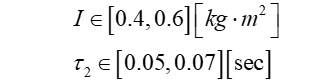 I ∈ [0.4, 0.6] [kg · m²]
τ₂ ∈ [0.05, 0.07] [sec]